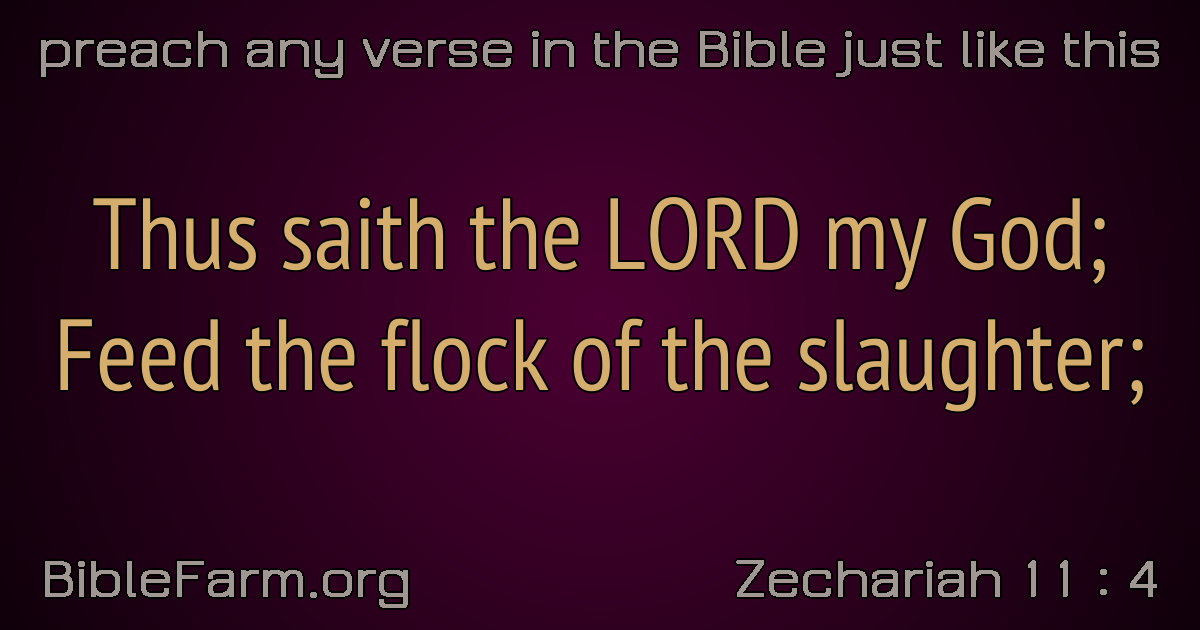 preach any verse in the Bible just like this
Thus saith the LORD my God;
Feed the flock of the slaughter;
BibleFarm.org
Zechariah 11 : 4